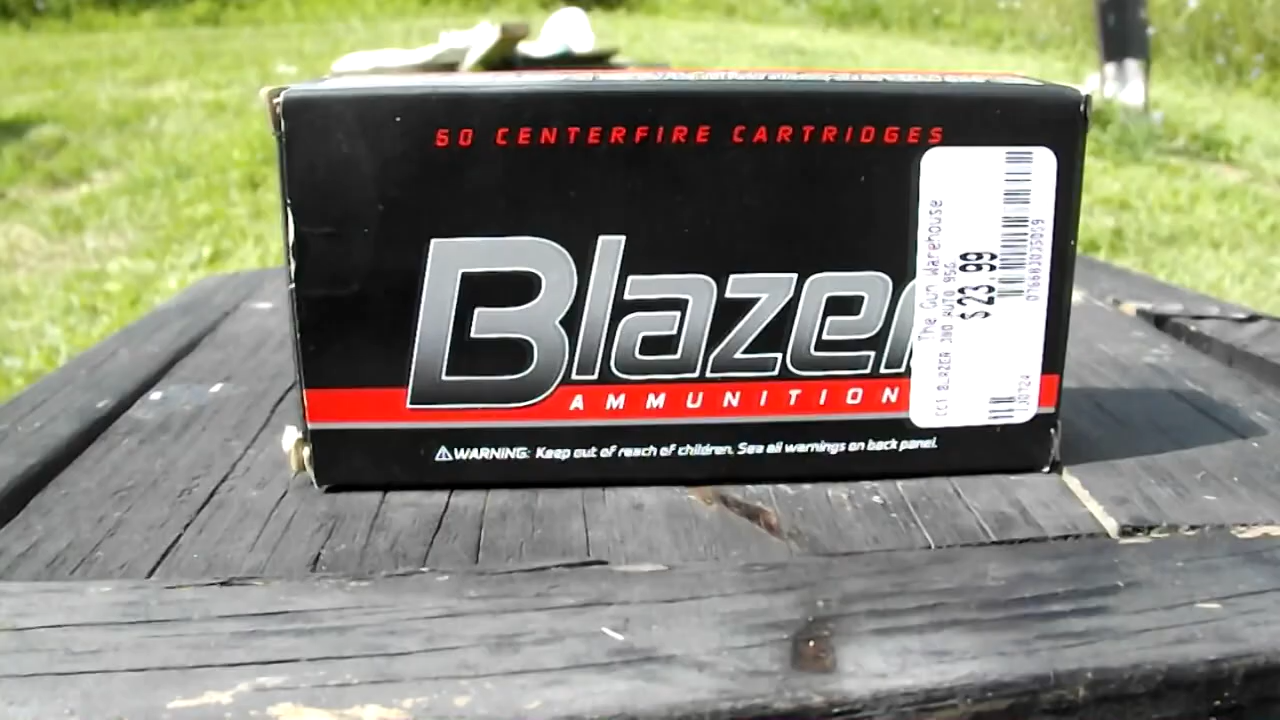 50 CENTERFIRE CARTRIDGES
Blazer
AMMUNITION
⚠WARNING: Keep out of reach of children. See all warnings on back panel.
The Gun Warehouse
CCI BLAZER 380 AUTO 95G
$23.99